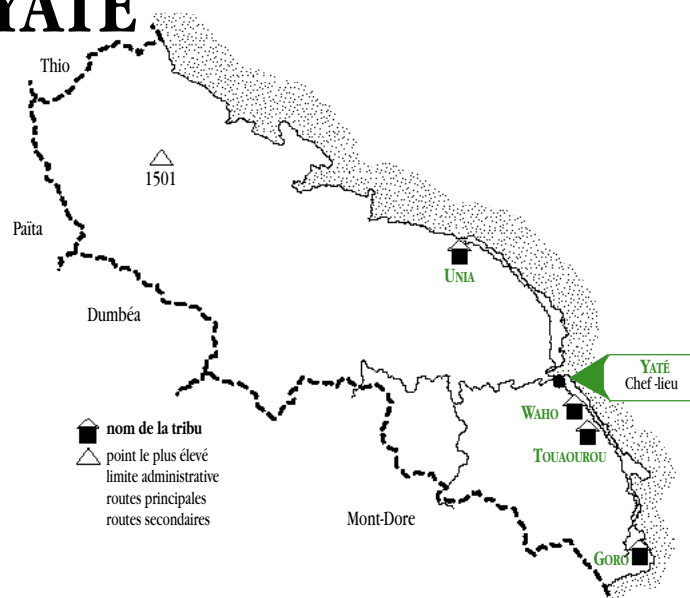 YATÉ
Thio
1501
Païta
UNIA
Dumbéa
YATÉ
Chef-lieu
WAHO
TOUAOUROU
nom de la tribu
point le plus élevé
limite administrative
routes principales
routes secondaires
Mont-Dore
GORO